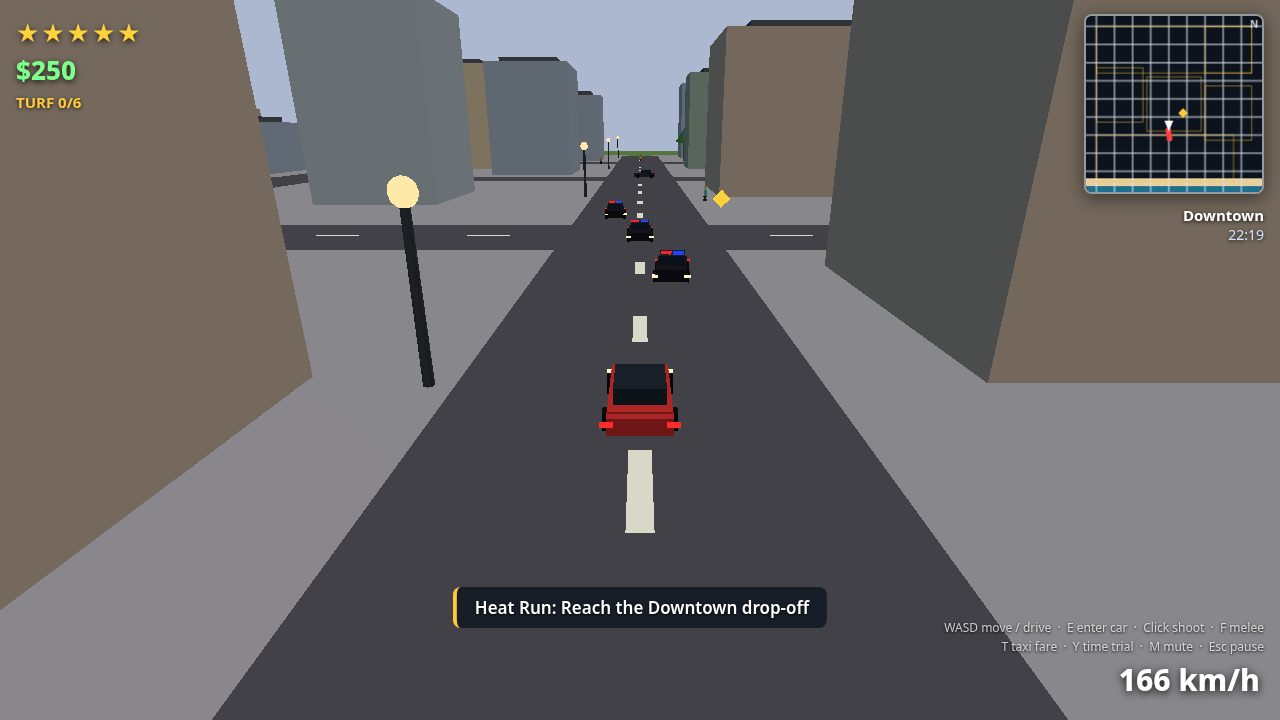 ★★★★★
$250
TURF 0/6
N
Downtown
22:19
Heat Run: Reach the Downtown drop-off
WASD move / drive · E enter car · Click shoot · F melee
T taxi fare · Y time trial · M mute · Esc pause
166 km/h